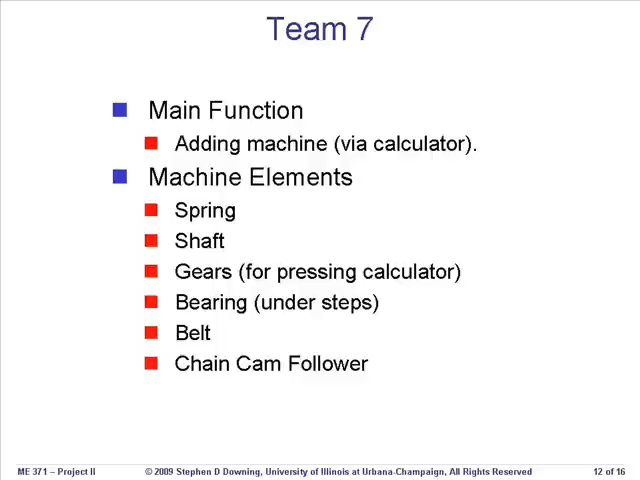 Team 7
Main Function
Adding machine (via calculator).
Machine Elements
Spring
Shaft
Gears (for pressing calculator)
Bearing (under steps)
Belt
Chain Cam Follower
ME 371 – Project II © 2009 Stephen D Downing, University of Illinois at Urbana-Champaign, All Rights Reserved 12 of 16